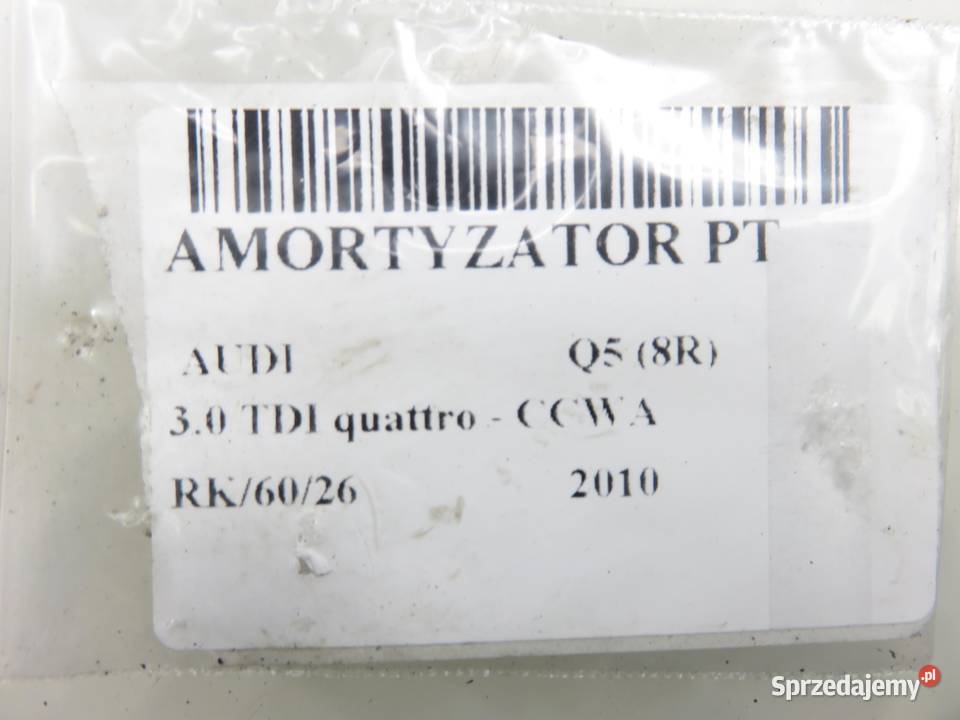 AMORTYZATOR PT
AUDI Q5 (8R)
3.0 TDI quattro - CCWA
RK/60/26 2010
Sprzedajemy.pl